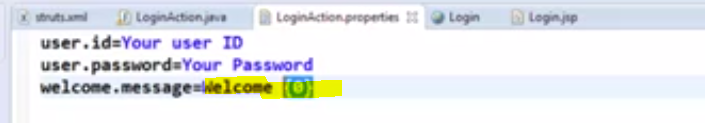 struts.xml LoginAction.java LoginAction.properties Login Login.jsp
user.id=Your user ID
user.password=Your Password
welcome.message=Welcome {0}